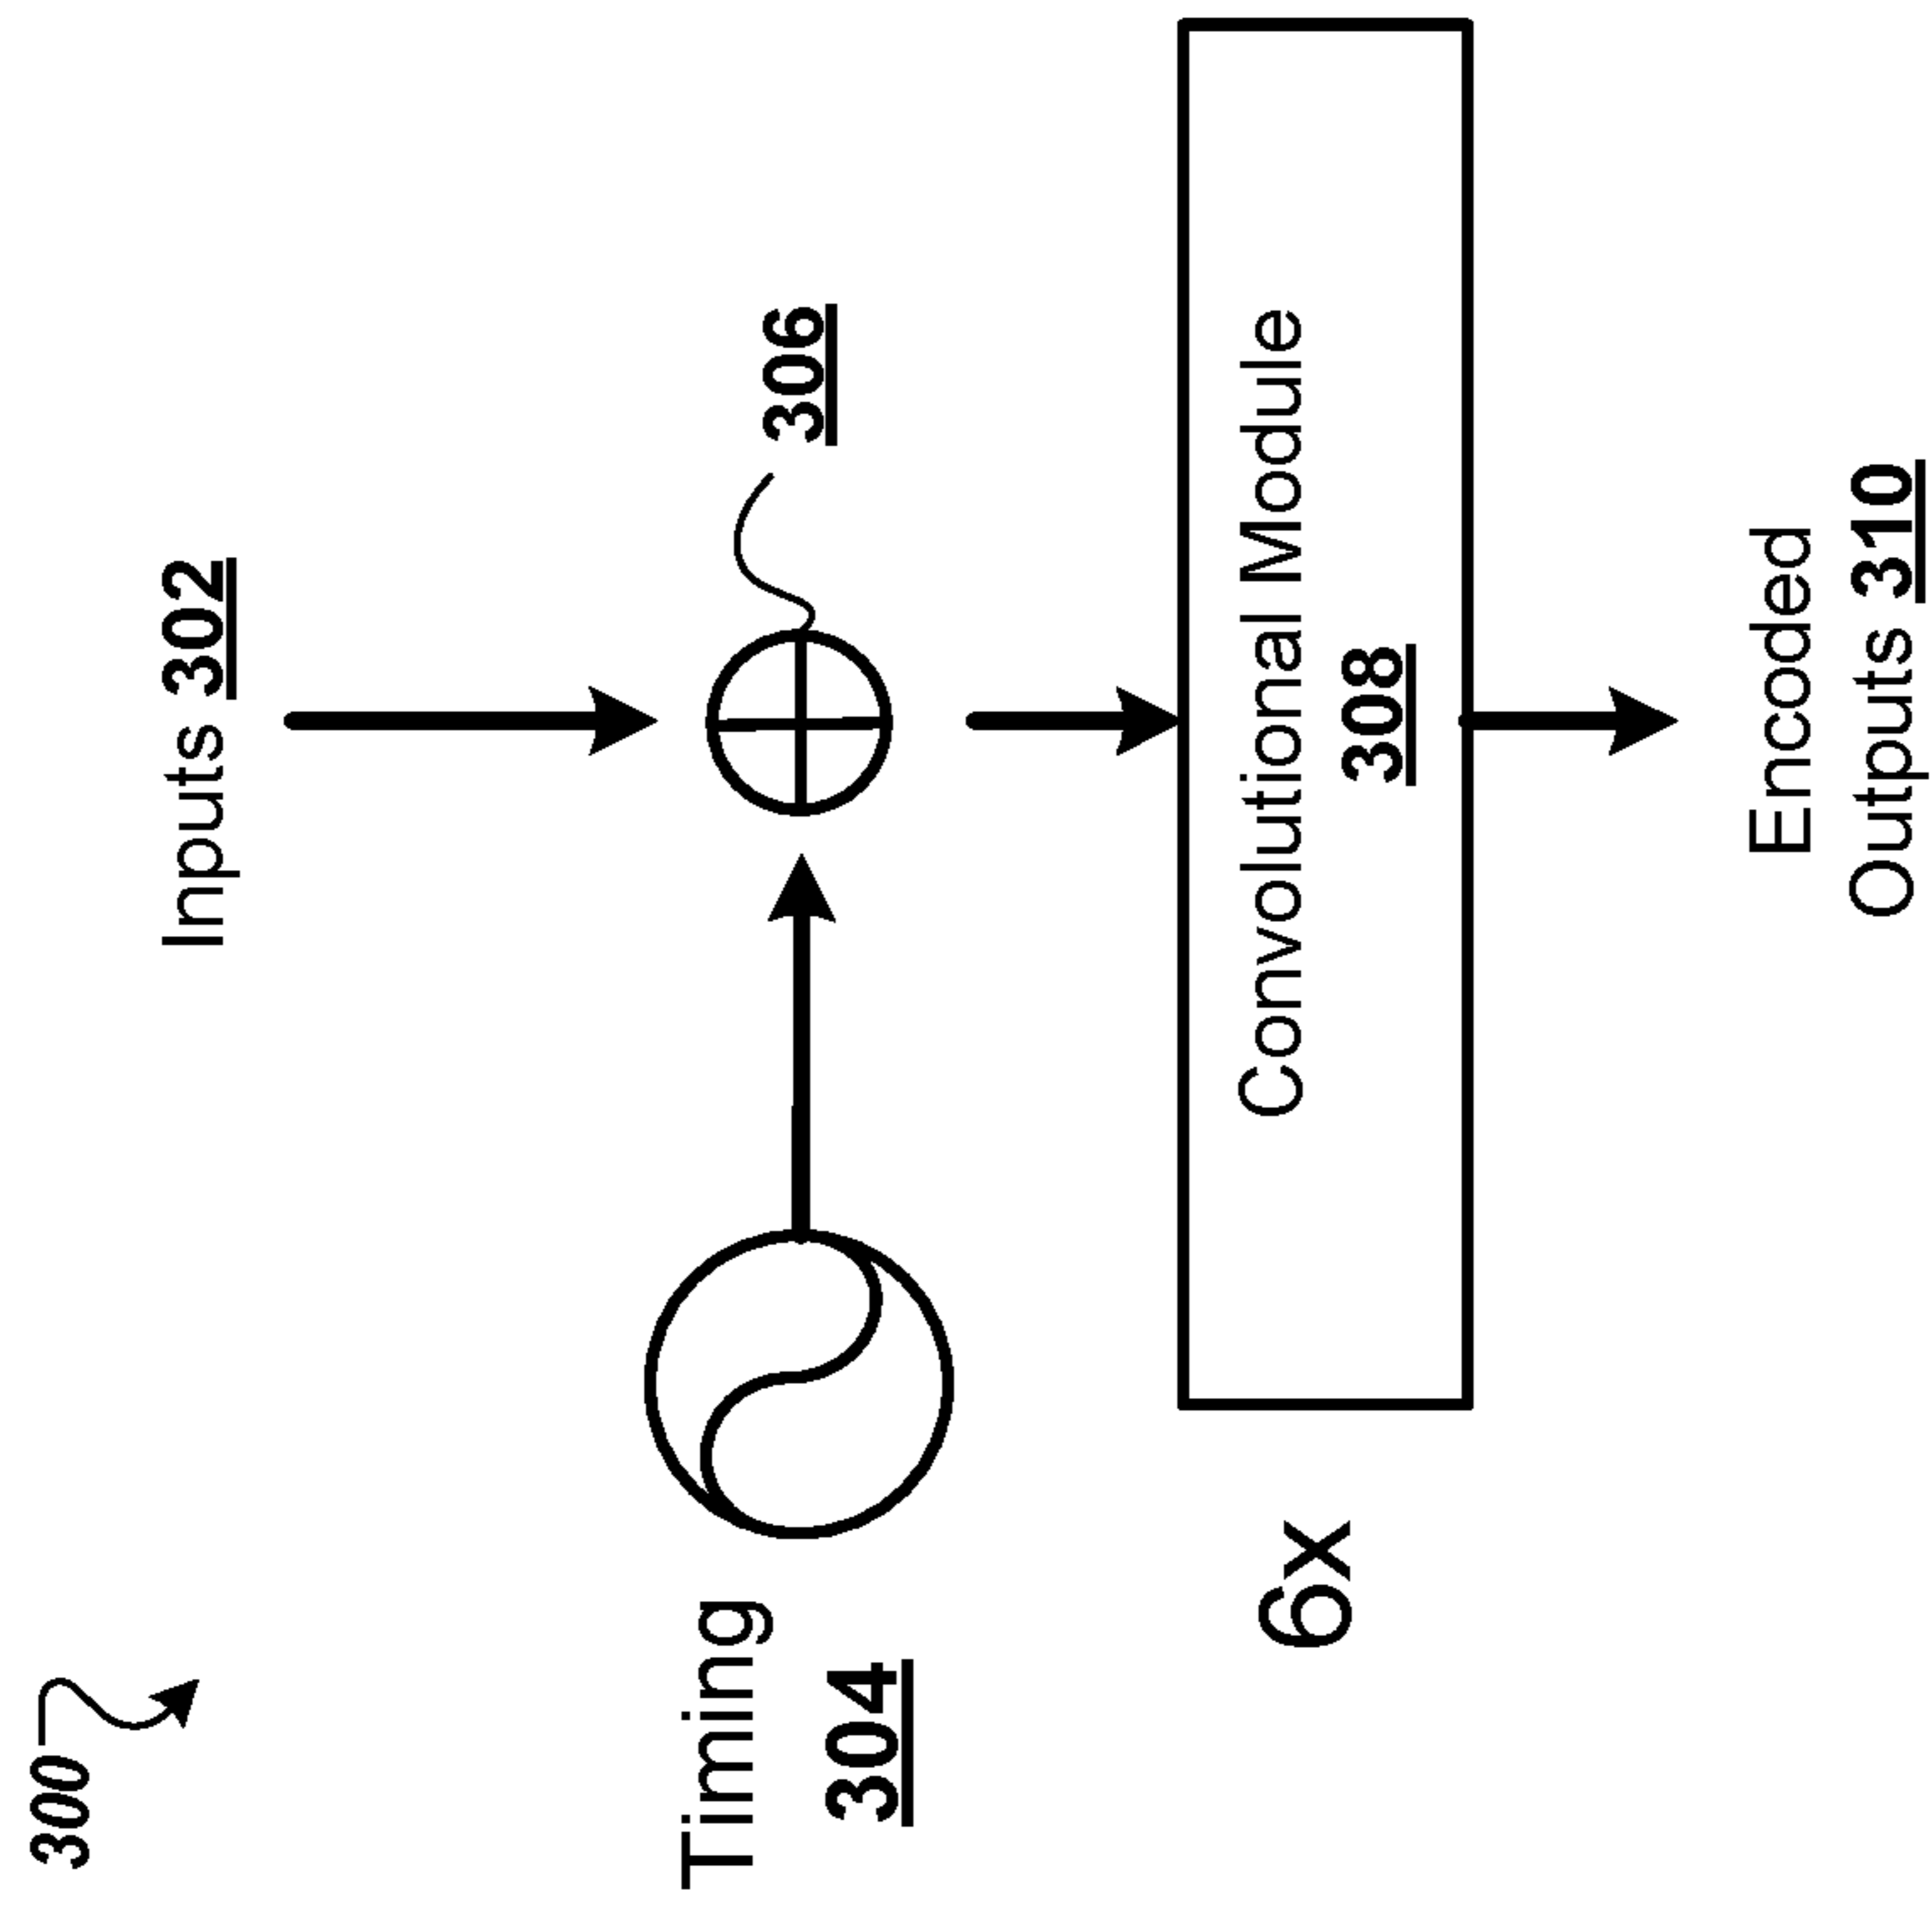 300
Inputs 302
Timing
304
306
6x
Convolutional Module
308
Encoded
Outputs 310